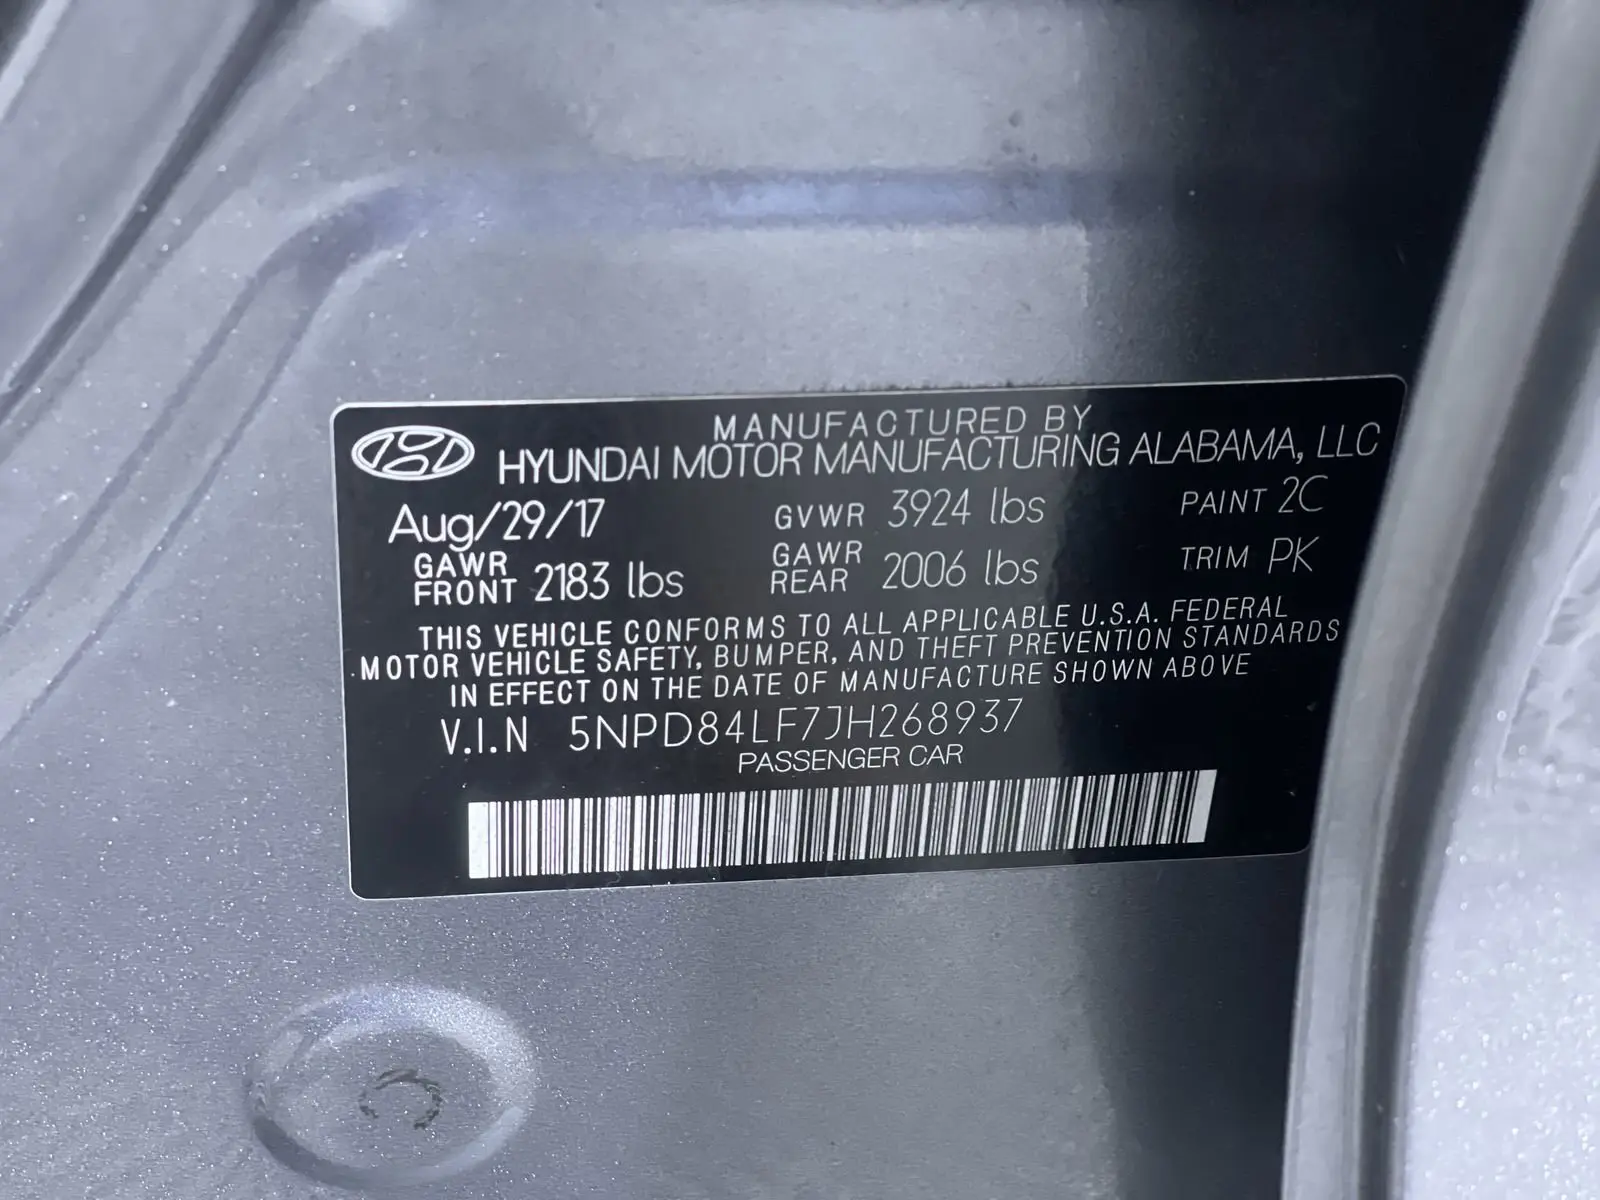 MANUFACTURED BY
HYUNDAI MOTOR MANUFACTURING ALABAMA, LLC
Aug/29/17 GVWR 3924 lbs PAINT 2C
GAWR FRONT 2183 lbs GAWR REAR 2006 lbs TRIM PK
THIS VEHICLE CONFORMS TO ALL APPLICABLE U.S.A. FEDERAL
MOTOR VEHICLE SAFETY, BUMPER, AND THEFT PREVENTION STANDARDS
IN EFFECT ON THE DATE OF MANUFACTURE SHOWN ABOVE
V.I.N 5NPD84LF7JH268937
PASSENGER CAR